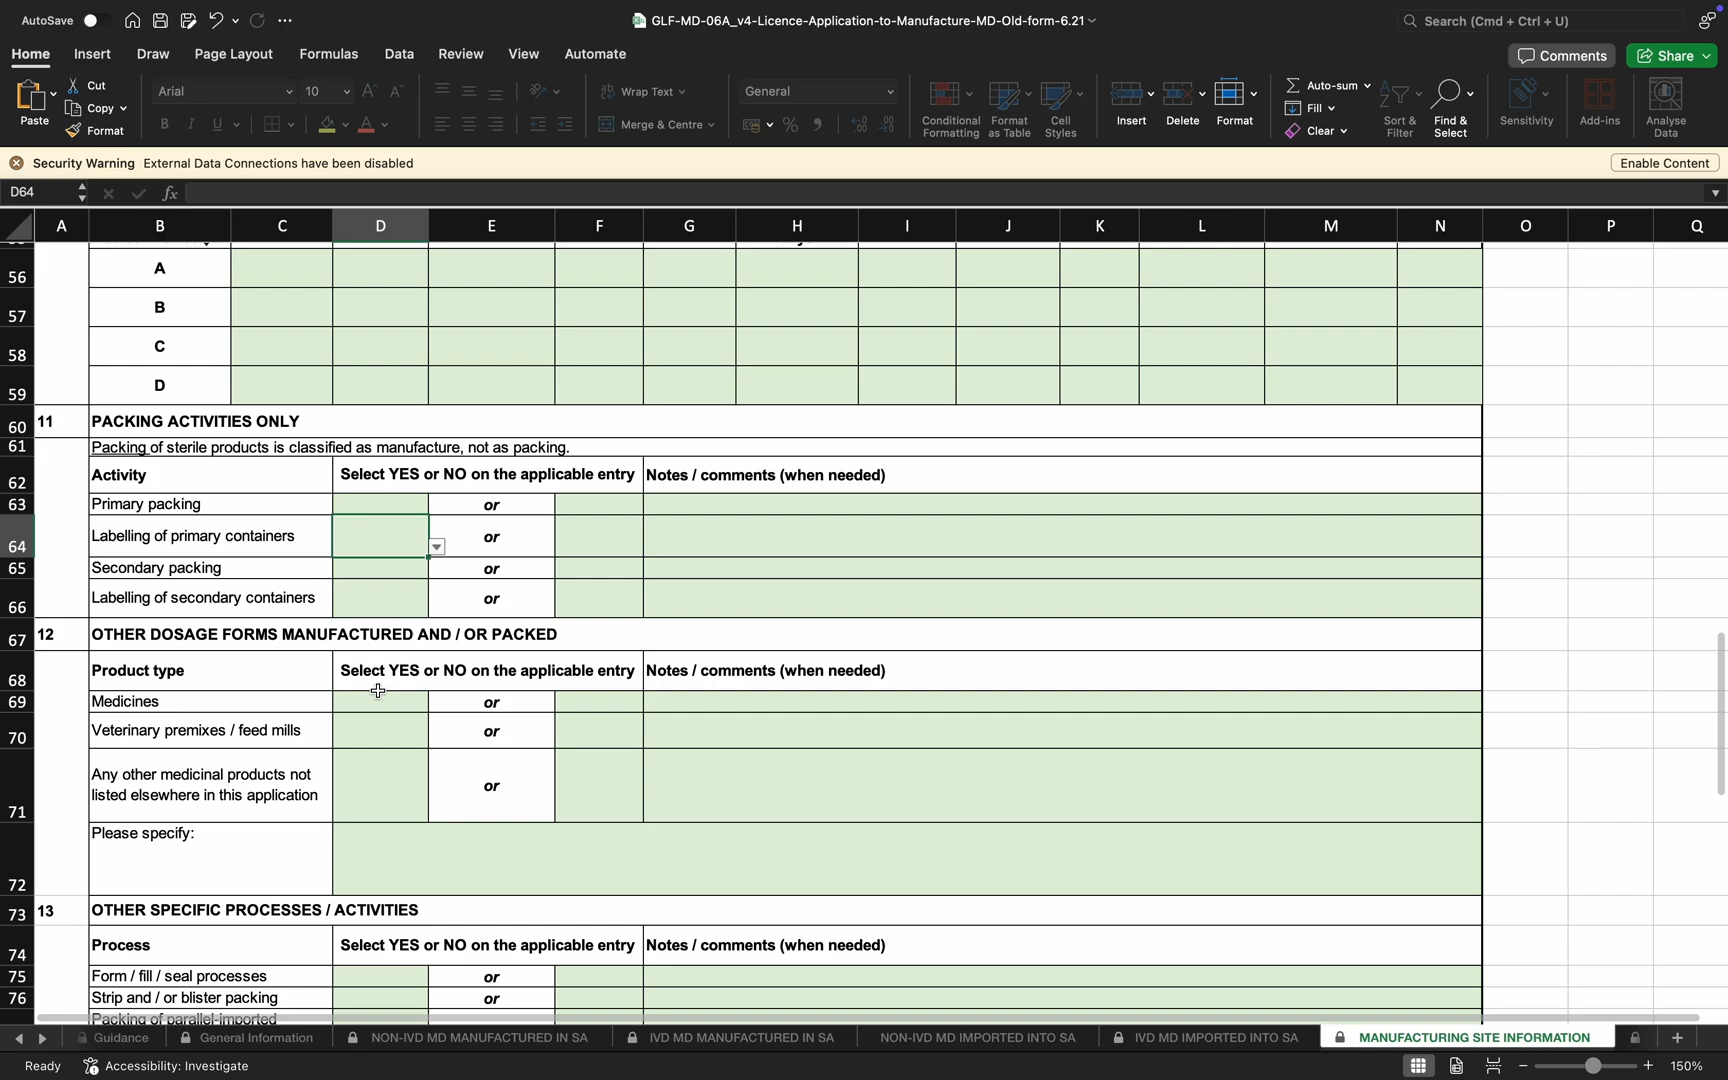 AutoSave
GLF-MD-06A_v4-Licence-Application-to-Manufacture-MD-Old-form-6.21
Search (Cmd + Ctrl + U)
Home Insert Draw Page Layout Formulas Data Review View Automate
Comments Share
Paste Cut Copy Format
Arial 10
B I U
Wrap Text
Merge & Centre
General
Conditional Formatting
Format as Table
Cell Styles
Insert Delete Format
Auto-sum
Fill
Clear
Sort & Filter
Find & Select
Sensitivity
Add-ins
Analyse Data
Security Warning External Data Connections have been disabled
Enable Content
D64 fx
A B C D E F G H I J K L M N O P Q
56 A
57 B
58 C
59 D
60 11 PACKING ACTIVITIES ONLY
61 Packing of sterile products is classified as manufacture, not as packing.
62 Activity Select YES or NO on the applicable entry Notes / comments (when needed)
63 Primary packing or
64 Labelling of primary containers or
65 Secondary packing or
66 Labelling of secondary containers or
67 12 OTHER DOSAGE FORMS MANUFACTURED AND / OR PACKED
68 Product type Select YES or NO on the applicable entry Notes / comments (when needed)
69 Medicines or
70 Veterinary premixes / feed mills or
71 Any other medicinal products not
listed elsewhere in this application or
72 Please specify:
73 13 OTHER SPECIFIC PROCESSES / ACTIVITIES
74 Process Select YES or NO on the applicable entry Notes / comments (when needed)
75 Form / fill / seal processes or
76 Strip and / or blister packing or
Packing of parallel-imported
Guidance General Information NON-IVD MD MANUFACTURED IN SA IVD MD MANUFACTURED IN SA NON-IVD MD IMPORTED INTO SA IVD MD IMPORTED INTO SA MANUFACTURING SITE INFORMATION
Ready Accessibility: Investigate 150%